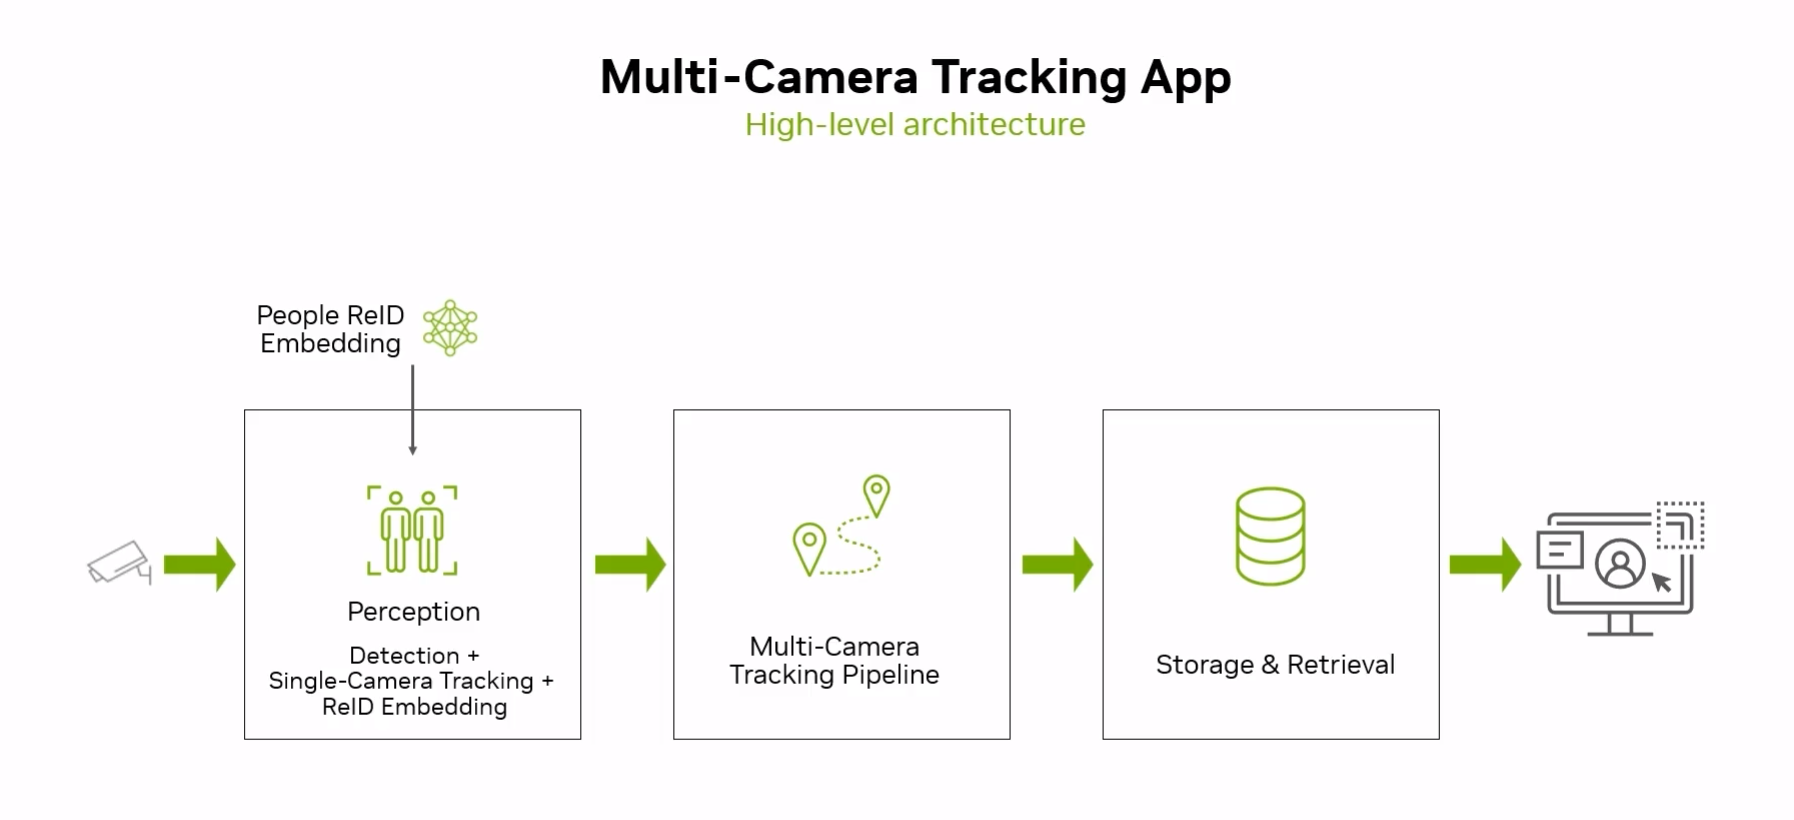 Multi-Camera Tracking App
High-level architecture
People ReID
Embedding
Perception
Detection +
Single-Camera Tracking +
ReID Embedding
Multi-Camera
Tracking Pipeline
Storage & Retrieval